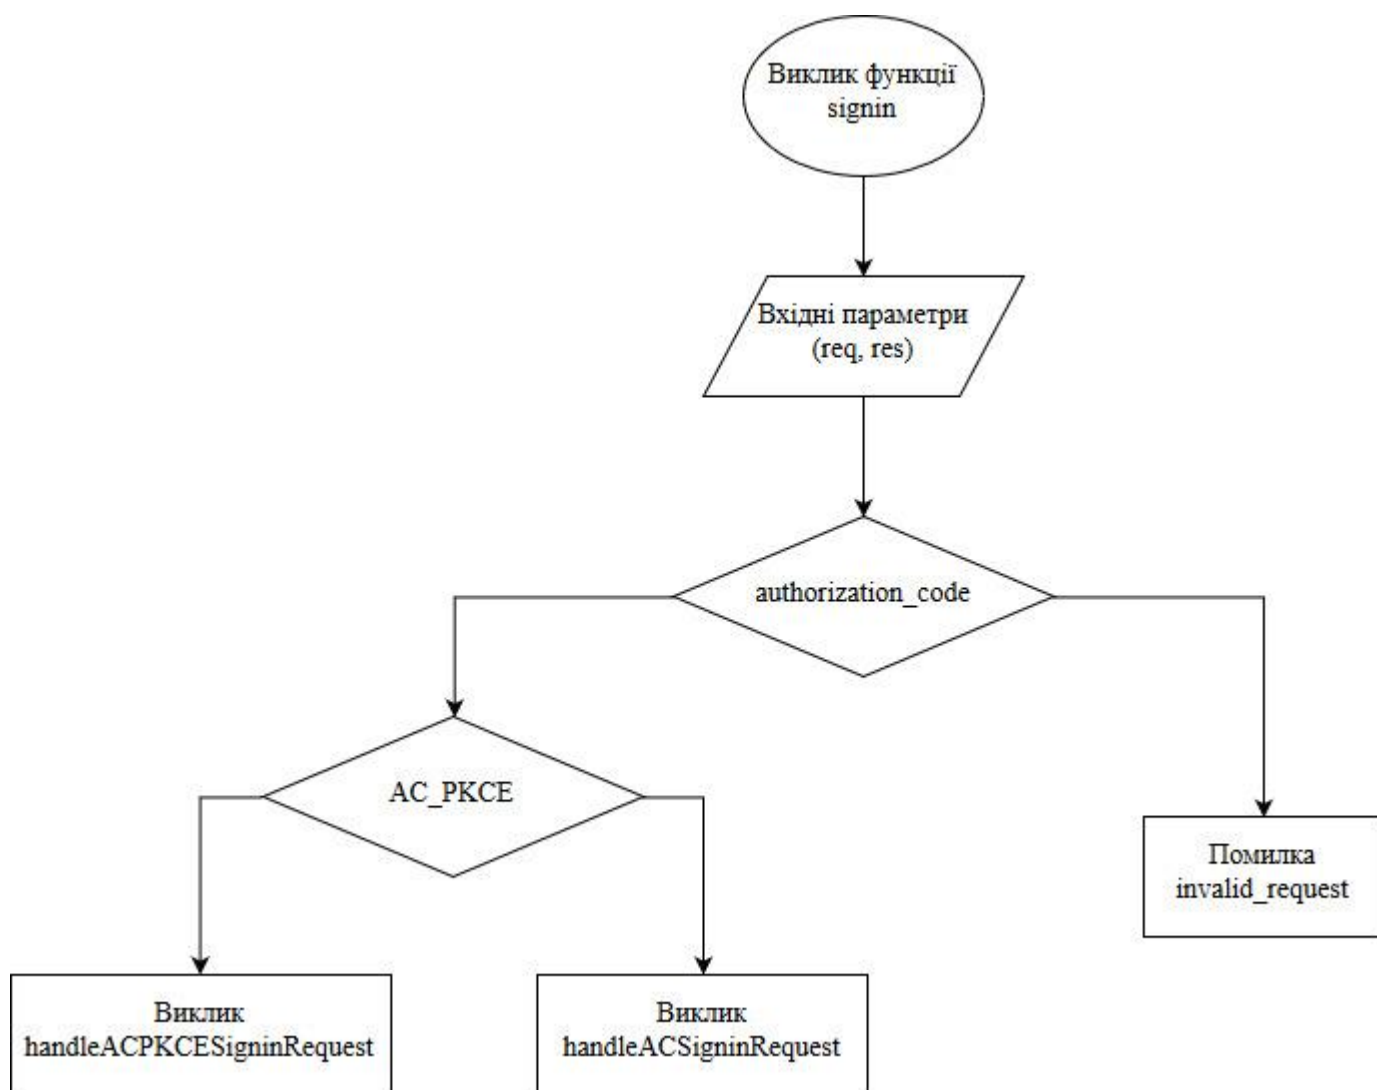 Виклик функції
signin
Вхідні параметри
(req, res)
authorization_code
AC_PKCE
Помилка
invalid_request
Виклик
handleACPKCESigninRequest
Виклик
handleACSigninRequest